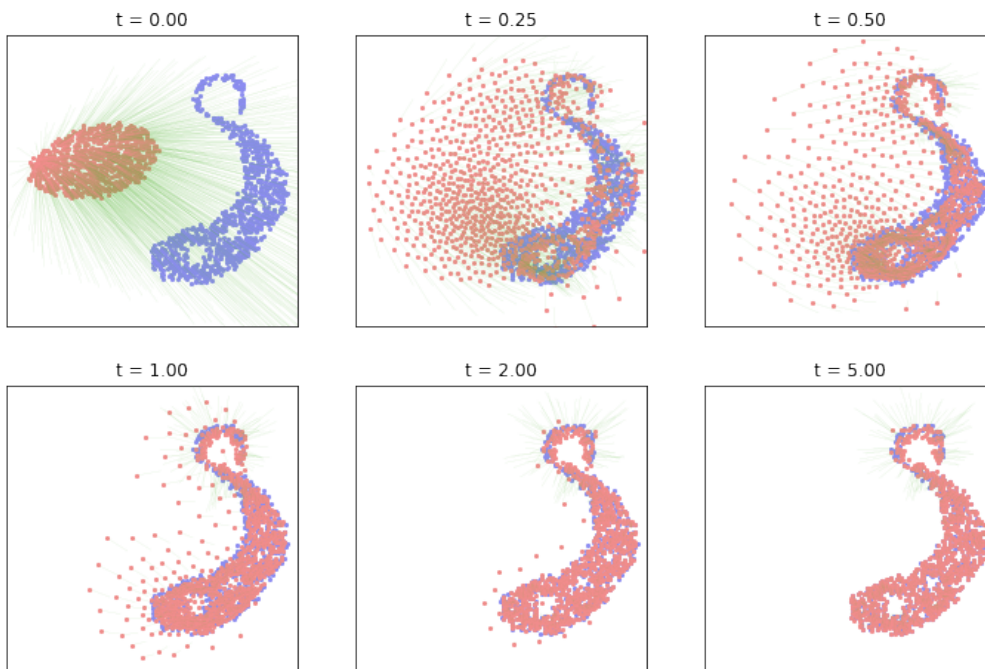 t = 0.00
t = 0.25
t = 0.50
t = 1.00
t = 2.00
t = 5.00